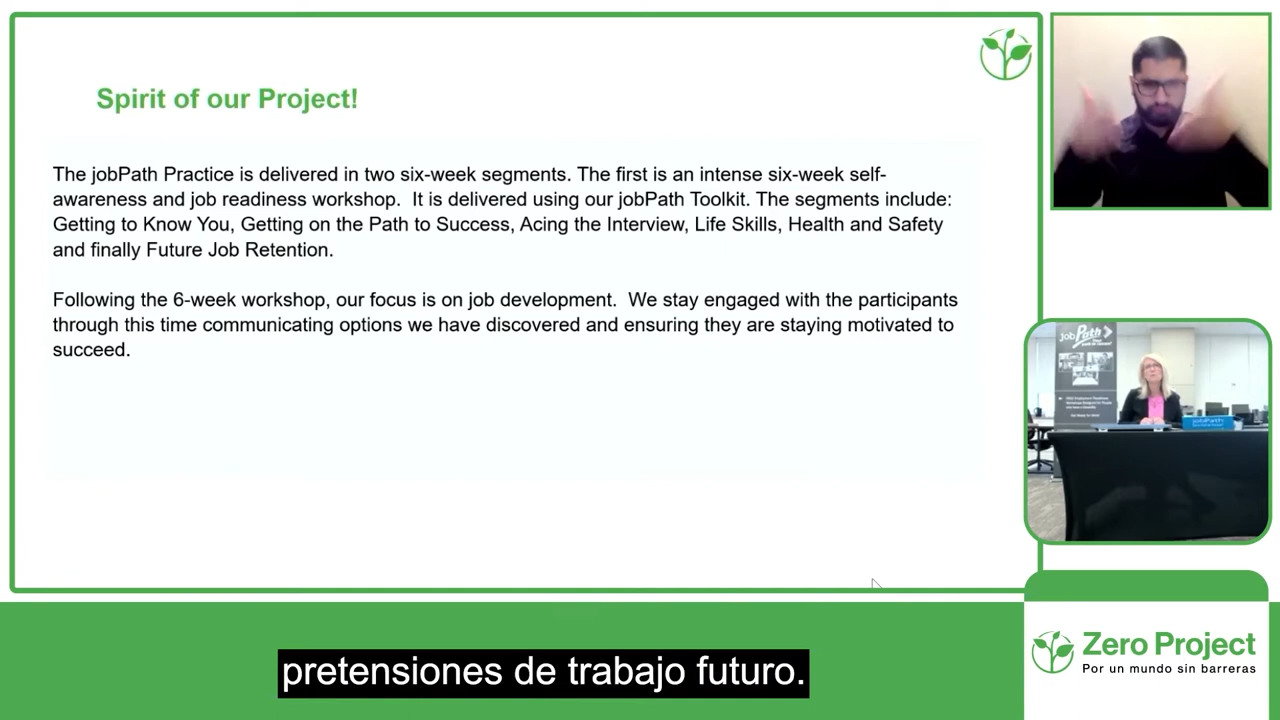 Spirit of our Project!
The jobPath Practice is delivered in two six-week segments. The first is an intense six-week self-
awareness and job readiness workshop.  It is delivered using our jobPath Toolkit. The segments include:
Getting to Know You, Getting on the Path to Success, Acing the Interview, Life Skills, Health and Safety
and finally Future Job Retention.
Following the 6-week workshop, our focus is on job development.  We stay engaged with the participants
through this time communicating options we have discovered and ensuring they are staying motivated to
succeed.
jobPath
jobPath
pretensiones de trabajo futuro.
Zero Project
Por un mundo sin barreras